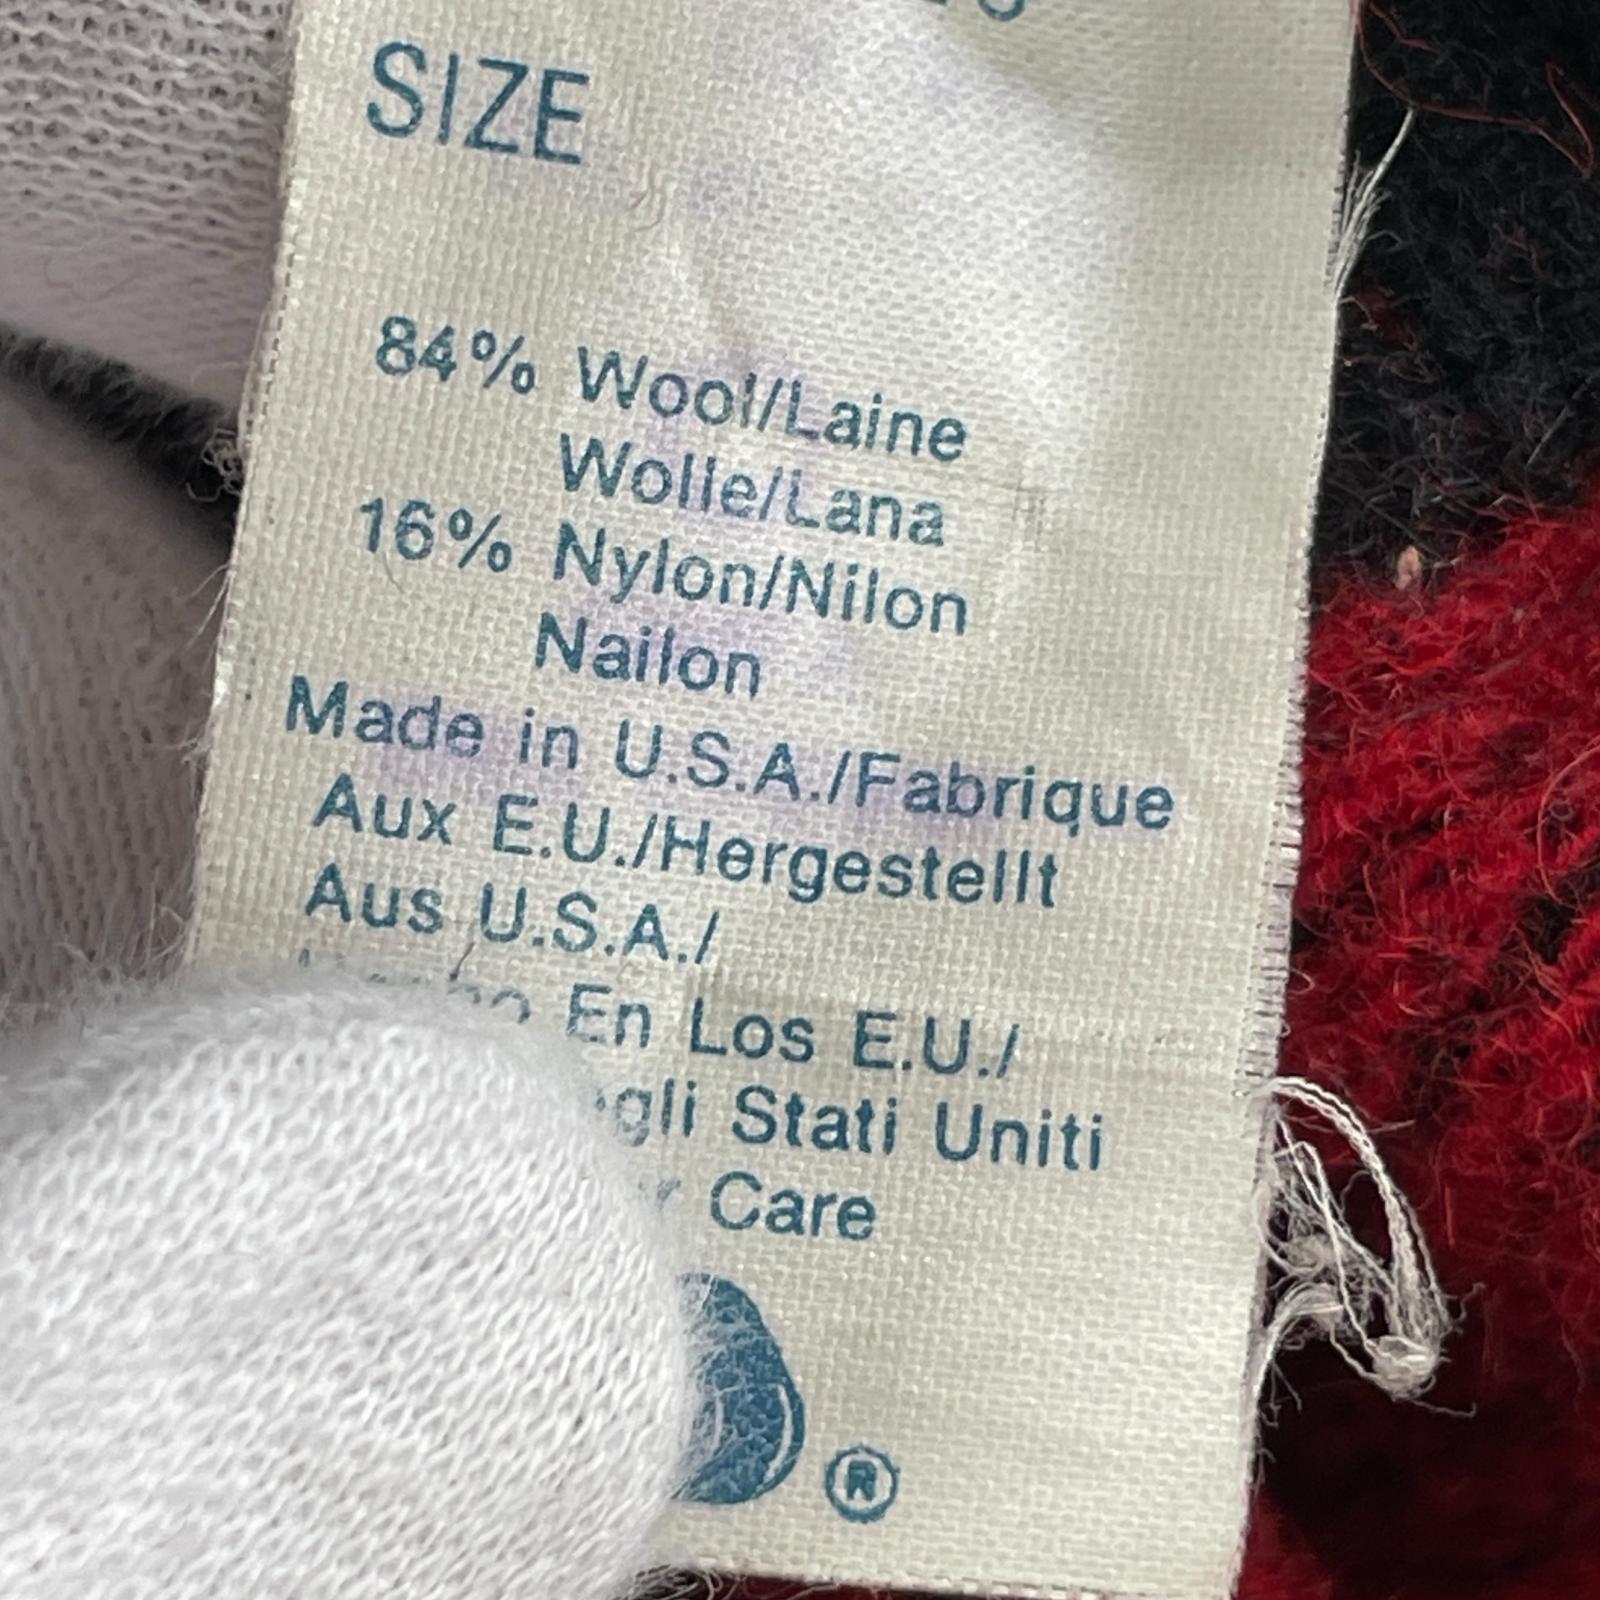 SIZE
84% Wool/Laine
Wolle/Lana
16% Nylon/Nilon
Nailon
Made in U.S.A./Fabrique
Aux E.U./Hergestellt
Aus U.S.A./
En Los E.U./
Stati Uniti
Care
®